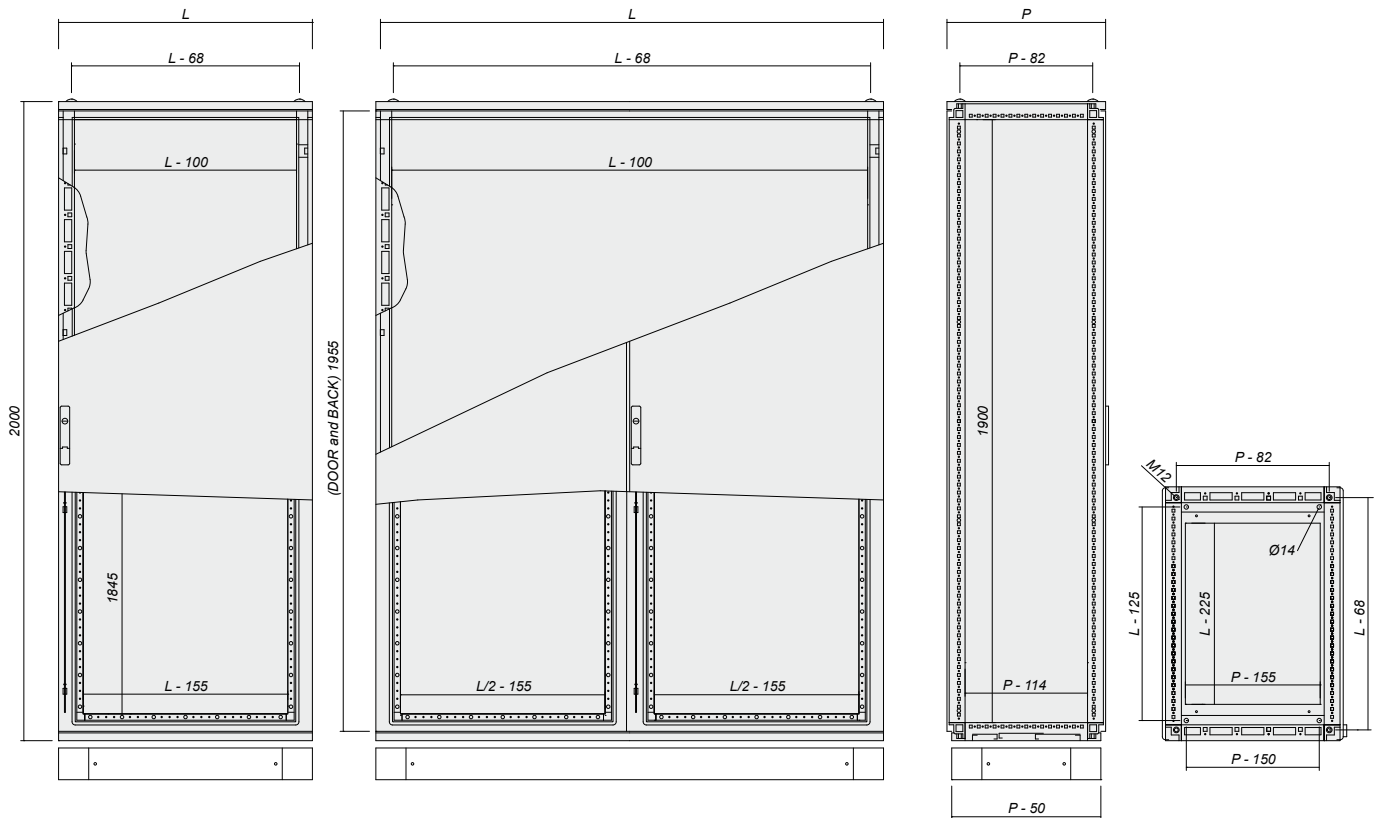 L
L
P
L - 68
L - 68
P - 82
L - 100
L - 100
2000
(DOOR and BACK) 1955
1900
M12
P - 82
Ø14
1845
L - 125
L - 225
L - 68
L - 155
L/2 - 155
L/2 - 155
P - 114
P - 155
P - 150
P - 50